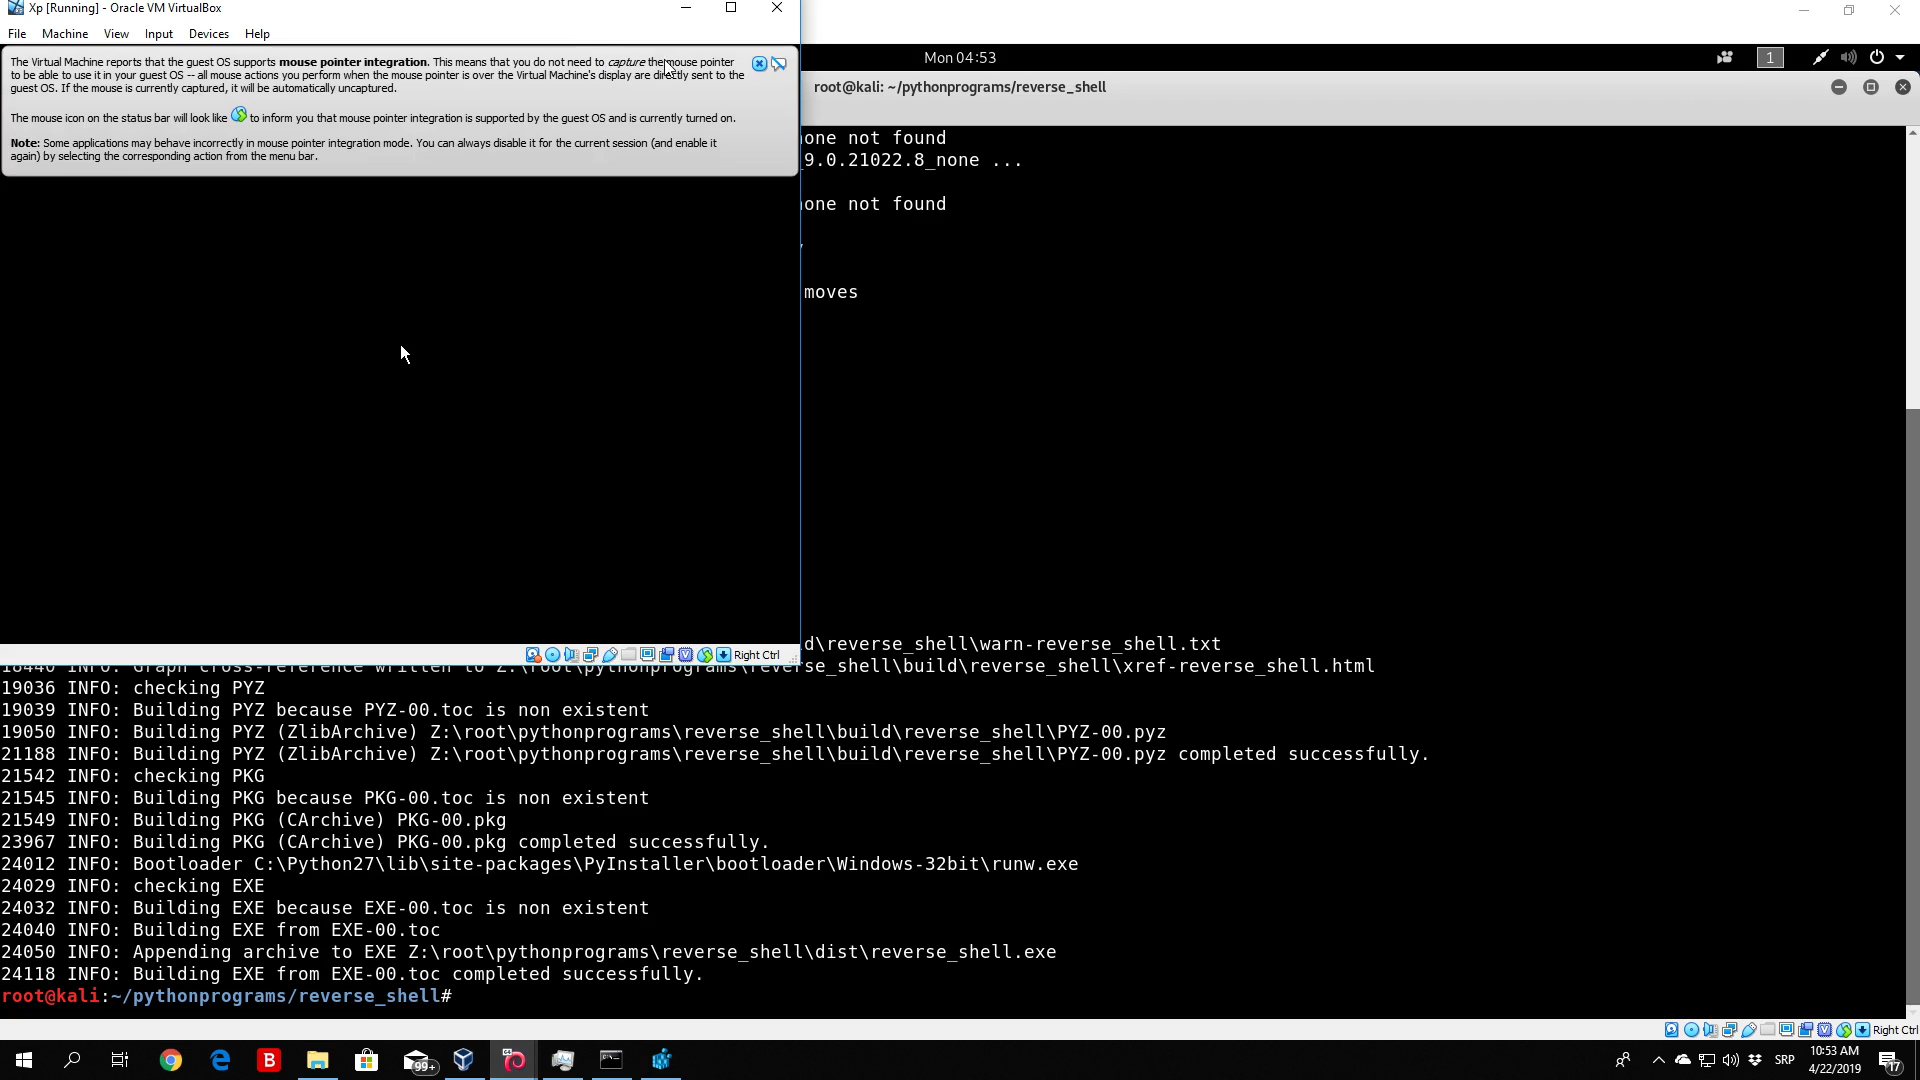 Xp [Running] - Oracle VM VirtualBox
File Machine View Input Devices Help
The Virtual Machine reports that the guest OS supports mouse pointer integration. This means that you do not need to capture the mouse pointer
to be able to use it in your guest OS -- all mouse actions you perform when the mouse pointer is over the Virtual Machine's display are directly sent to the
guest OS. If the mouse is currently captured, it will be automatically uncaptured.
The mouse icon on the status bar will look like to inform you that mouse pointer integration is supported by the guest OS and is currently turned on.
Note: Some applications may behave incorrectly in mouse pointer integration mode. You can always disable it for the current session (and enable it
again) by selecting the corresponding action from the menu bar.
Right Ctrl
Mon 04:53
1
root@kali: ~/pythonprograms/reverse_shell
one not found
9.0.21022.8_none ...
one not found
moves
d\reverse_shell\warn-reverse_shell.txt
18440 INFO: Graph cross-reference written to Z:\root\pythonprograms\reverse_shell\build\reverse_shell\xref-reverse_shell.html
19036 INFO: checking PYZ
19039 INFO: Building PYZ because PYZ-00.toc is non existent
19050 INFO: Building PYZ (ZlibArchive) Z:\root\pythonprograms\reverse_shell\build\reverse_shell\PYZ-00.pyz
21188 INFO: Building PYZ (ZlibArchive) Z:\root\pythonprograms\reverse_shell\build\reverse_shell\PYZ-00.pyz completed successfully.
21542 INFO: checking PKG
21545 INFO: Building PKG because PKG-00.toc is non existent
21549 INFO: Building PKG (CArchive) PKG-00.pkg
23967 INFO: Building PKG (CArchive) PKG-00.pkg completed successfully.
24012 INFO: Bootloader C:\Python27\lib\site-packages\PyInstaller\bootloader\Windows-32bit\runw.exe
24029 INFO: checking EXE
24032 INFO: Building EXE because EXE-00.toc is non existent
24040 INFO: Building EXE from EXE-00.toc
24050 INFO: Appending archive to EXE Z:\root\pythonprograms\reverse_shell\dist\reverse_shell.exe
24118 INFO: Building EXE from EXE-00.toc completed successfully.
root@kali:~/pythonprograms/reverse_shell#
Right Ctrl
B
99+
SRP
10:53 AM
4/22/2019
17